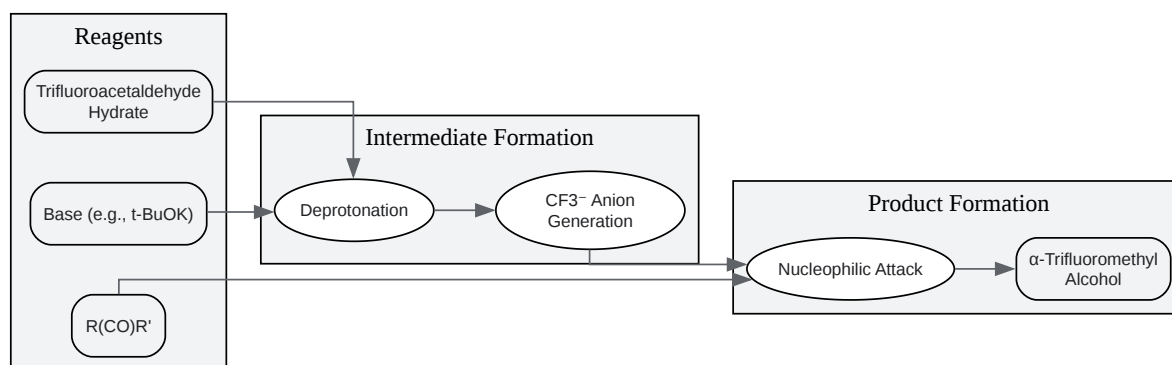 Reagents
Trifluoroacetaldehyde
Hydrate
Base (e.g., t-BuOK)
R(CO)R'
Intermediate Formation
Deprotonation
CF3⁻ Anion
Generation
Product Formation
Nucleophilic Attack
α-Trifluoromethyl
Alcohol